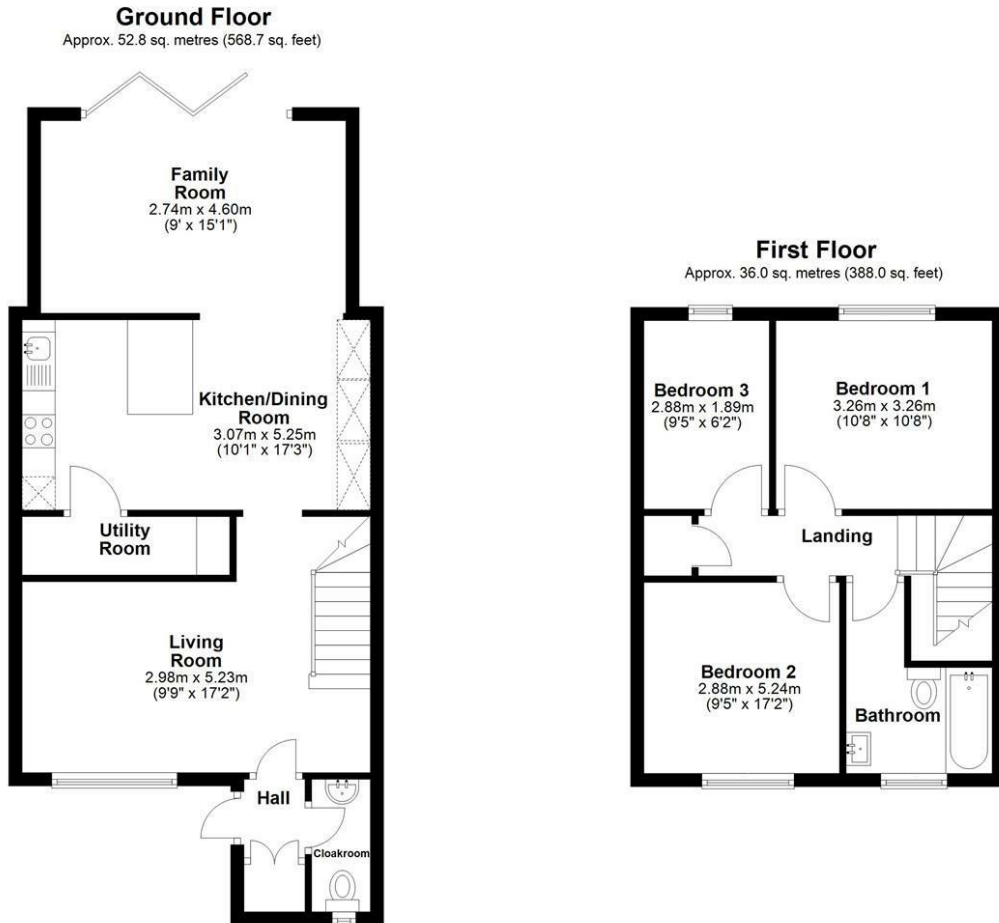 Ground Floor
Approx. 52.8 sq. metres (568.7 sq. feet)
Family
Room
2.74m x 4.60m
(9' x 15'1")
Kitchen/Dining
Room
3.07m x 5.25m
(10'1" x 17'3")
Utility
Room
Living
Room
2.98m x 5.23m
(9'9" x 17'2")
Hall
Cloakroom
First Floor
Approx. 36.0 sq. metres (388.0 sq. feet)
Bedroom 3
2.88m x 1.89m
(9'5" x 6'2")
Bedroom 1
3.26m x 3.26m
(10'8" x 10'8")
Landing
Bedroom 2
2.88m x 5.24m
(9'5" x 17'2")
Bathroom